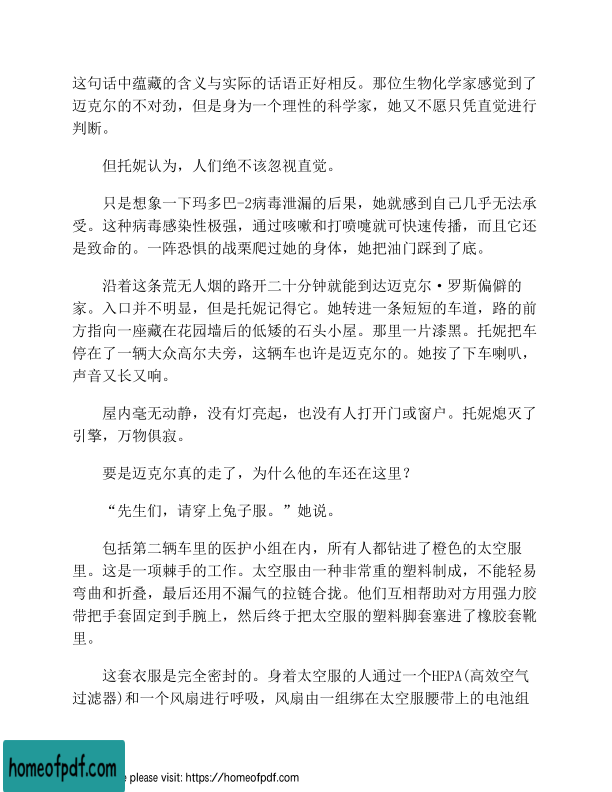 这句话中蕴藏的含义与实际的话语正好相反。那位生物化学家感觉到了
迈克尔的不对劲，但是身为一个理性的科学家，她又不愿只凭直觉进行
判断。
但托妮认为，人们绝不该忽视直觉。
只是想象一下玛多巴-2病毒泄漏的后果，她就感到自己几乎无法承
受。这种病毒感染性极强，通过咳嗽和打喷嚏就可快速传播，而且它还
是致命的。一阵恐惧的战栗爬过她的身体，她把油门踩到了底。
沿着这条荒无人烟的路开二十分钟就能到达迈克尔·罗斯偏僻的
家。入口并不明显，但是托妮记得它。她转进一条短短的车道，路的前
方指向一座藏在花园墙后的低矮的石头小屋。那里一片漆黑。托妮把车
停在了一辆大众高尔夫旁，这辆车也许是迈克尔的。她按了下车喇叭，
声音又长又响。
屋内毫无动静，没有灯亮起，也没有人打开门或窗户。托妮熄灭了
引擎，万物俱寂。
要是迈克尔真的走了，为什么他的车还在这里？
“先生们，请穿上兔子服。”她说。
包括第二辆车里的医护小组在内，所有人都钻进了橙色的太空服
里。这是一项棘手的工作。太空服由一种非常重的塑料制成，不能轻易
弯曲和折叠，最后还用不漏气的拉链合拢。他们互相帮助对方用强力胶
带把手套固定到手腕上，然后终于把太空服的塑料脚套塞进了橡胶套靴
里。
这套衣服是完全密封的。身着太空服的人通过一个HEPA(高效空气
过滤器)和一个风扇进行呼吸，风扇由一组绑在太空服腰带上的电池组
homeofpdf.com
e please visit: https://homeofpdf.com